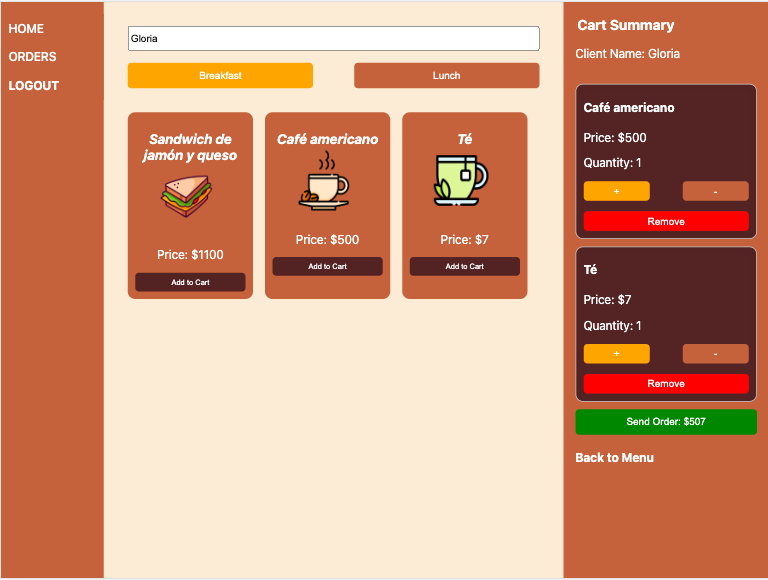 HOME
ORDERS
LOGOUT
Gloria
Breakfast
Lunch
Sandwich de
jamón y queso
Price: $1100
Add to Cart
Café americano
Price: $500
Add to Cart
Té
Price: $7
Add to Cart
Cart Summary
Client Name: Gloria
Café americano
Price: $500
Quantity: 1
+
-
Remove
Té
Price: $7
Quantity: 1
+
-
Remove
Send Order: $507
Back to Menu